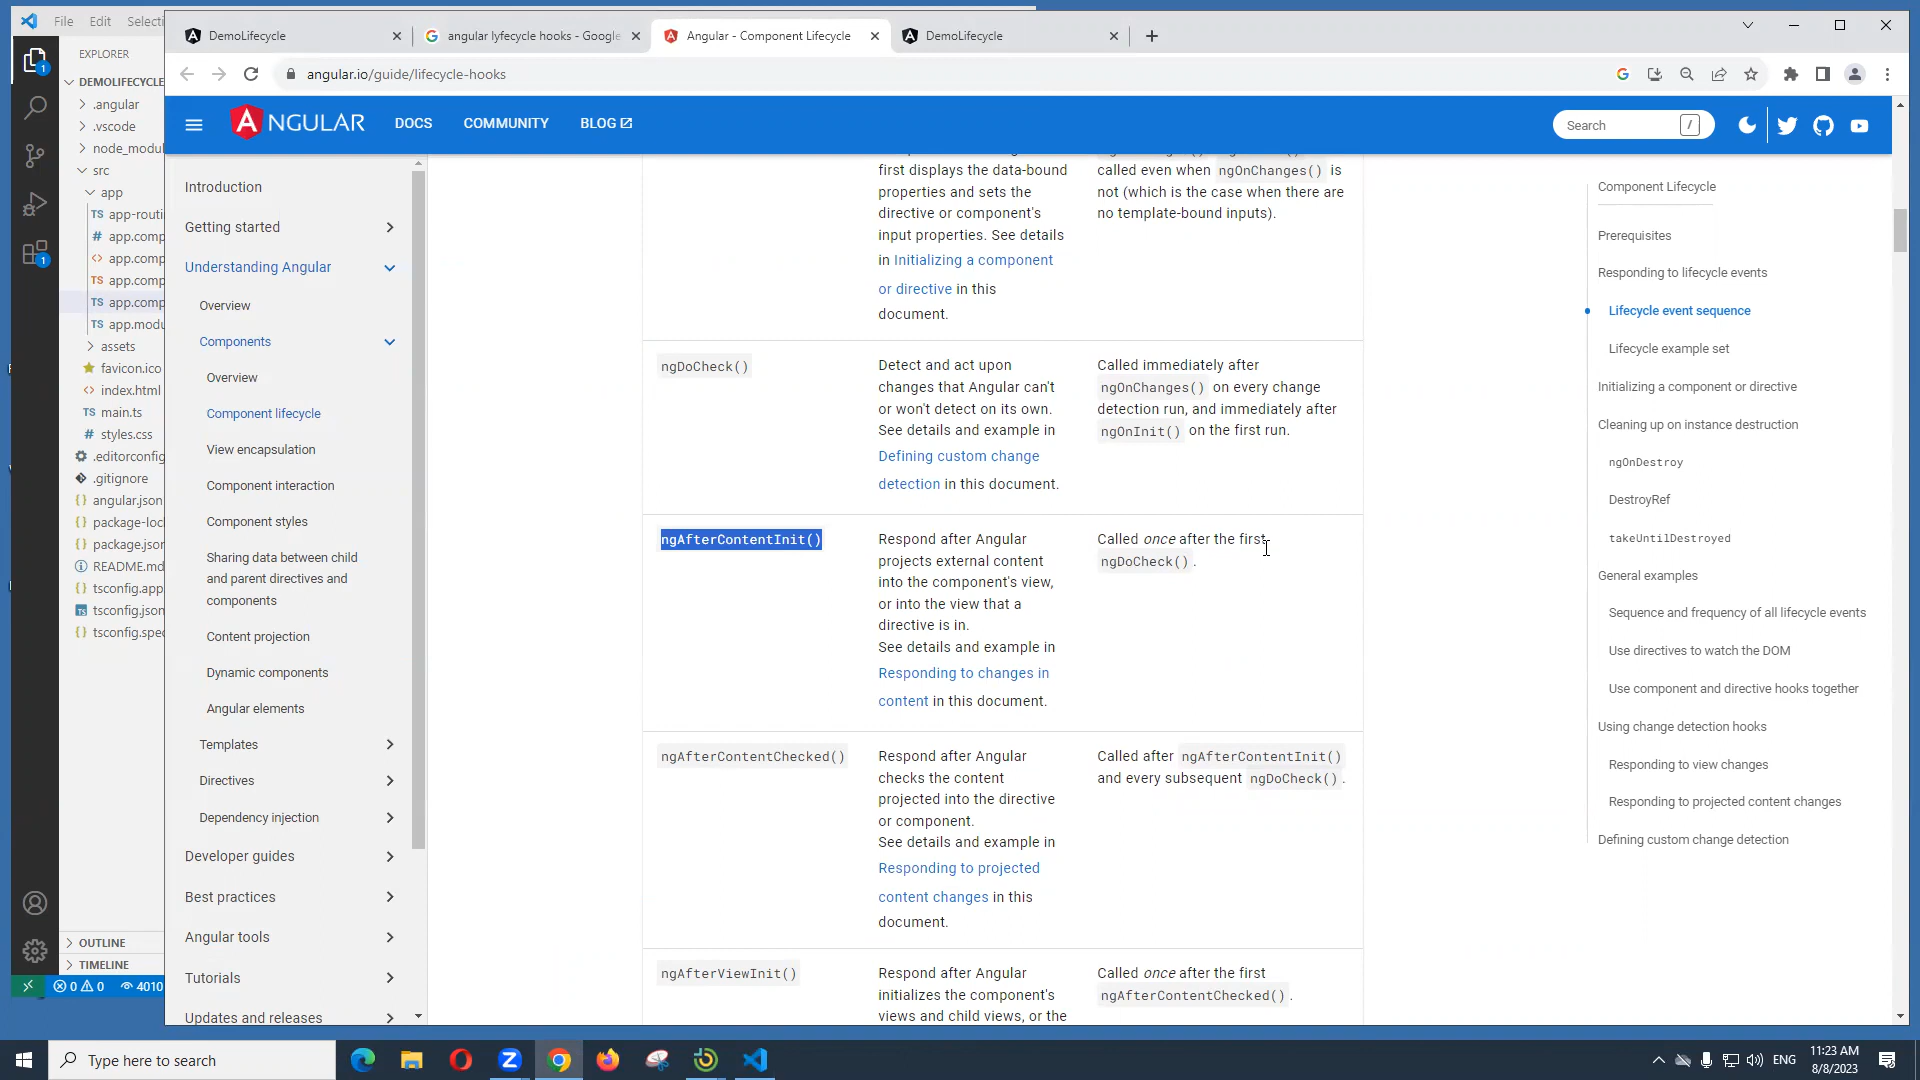 File Edit Selecti
DemoLifecycle
angular lyfecycle hooks - Google
Angular - Component Lifecycle
DemoLifecycle
angular.io/guide/lifecycle-hooks
EXPLORER
DEMOLIFECYCLE
.angular
.vscode
node_modul
src
app
TS app-routi
# app.comp
<> app.comp
TS app.comp
TS app.comp
TS app.modu
assets
favicon.ico
<> index.html
TS main.ts
# styles.css
.editorconfig
.gitignore
{} angular.json
{} package-loc
{} package.json
README.md
{} tsconfig.app
tsconfig.json
{} tsconfig.spec
OUTLINE
TIMELINE
0 0 4010
1
1
ANGULAR
DOCS
COMMUNITY
BLOG
Search /
Introduction
Getting started
Understanding Angular
Overview
Components
Overview
Component lifecycle
View encapsulation
Component interaction
Component styles
Sharing data between child
and parent directives and
components
Content projection
Dynamic components
Angular elements
Templates
Directives
Dependency injection
Developer guides
Best practices
Angular tools
Tutorials
Updates and releases
first displays the data-bound
properties and sets the
directive or component's
input properties. See details
in Initializing a component
or directive in this
document.
called even when ngOnChanges() is
not (which is the case when there are
no template-bound inputs).
ngDoCheck()
Detect and act upon
changes that Angular can't
or won't detect on its own.
See details and example in
Defining custom change
detection in this document.
Called immediately after
ngOnChanges() on every change
detection run, and immediately after
ngOnInit() on the first run.
ngAfterContentInit()
Respond after Angular
projects external content
into the component's view,
or into the view that a
directive is in.
See details and example in
Responding to changes in
content in this document.
Called once after the first
ngDoCheck() .
ngAfterContentChecked()
Respond after Angular
checks the content
projected into the directive
or component.
See details and example in
Responding to projected
content changes in this
document.
Called after ngAfterContentInit()
and every subsequent ngDoCheck() .
ngAfterViewInit()
Respond after Angular
initializes the component's
views and child views, or the
Called once after the first
ngAfterContentChecked() .
Component Lifecycle
Prerequisites
Responding to lifecycle events
Lifecycle event sequence
Lifecycle example set
Initializing a component or directive
Cleaning up on instance destruction
ngOnDestroy
DestroyRef
takeUntilDestroyed
General examples
Sequence and frequency of all lifecycle events
Use directives to watch the DOM
Use component and directive hooks together
Using change detection hooks
Responding to view changes
Responding to projected content changes
Defining custom change detection
Type here to search
ENG
11:23 AM
8/8/2023